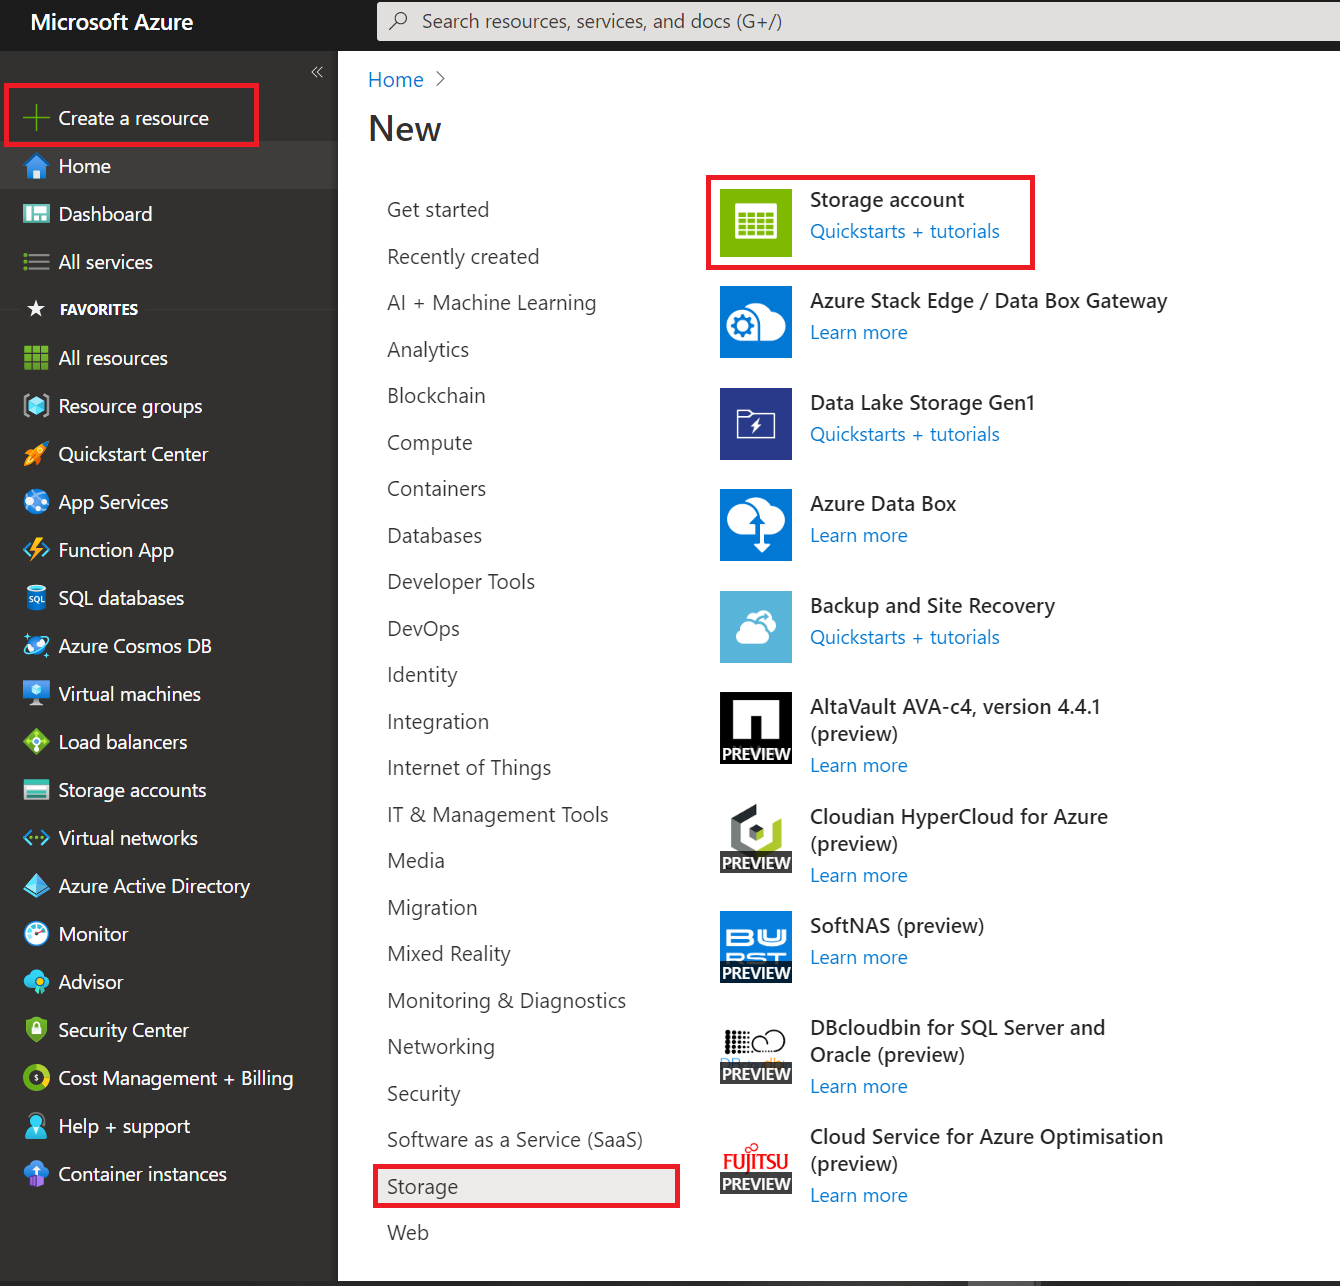 Microsoft Azure
Search resources, services, and docs (G+/)
«
Create a resource
Home
Dashboard
All services
FAVORITES
All resources
Resource groups
Quickstart Center
App Services
Function App
SQL
SQL databases
Azure Cosmos DB
Virtual machines
Load balancers
Storage accounts
Virtual networks
Azure Active Directory
Monitor
Advisor
Security Center
Cost Management + Billing
Help + support
Container instances
Home >
New
Get started
Recently created
AI + Machine Learning
Analytics
Blockchain
Compute
Containers
Databases
Developer Tools
DevOps
Identity
Integration
Internet of Things
IT & Management Tools
Media
Migration
Mixed Reality
Monitoring & Diagnostics
Networking
Security
Software as a Service (SaaS)
Storage
Web
Storage account
Quickstarts + tutorials
Azure Stack Edge / Data Box Gateway
Learn more
Data Lake Storage Gen1
Quickstarts + tutorials
Azure Data Box
Learn more
Backup and Site Recovery
Quickstarts + tutorials
PREVIEW
AltaVault AVA-c4, version 4.4.1
(preview)
Learn more
PREVIEW
Cloudian HyperCloud for Azure
(preview)
Learn more
BURST
PREVIEW
SoftNAS (preview)
Learn more
PREVIEW
DBcloudbin for SQL Server and
Oracle (preview)
Learn more
FUJITSU
PREVIEW
Cloud Service for Azure Optimisation
(preview)
Learn more